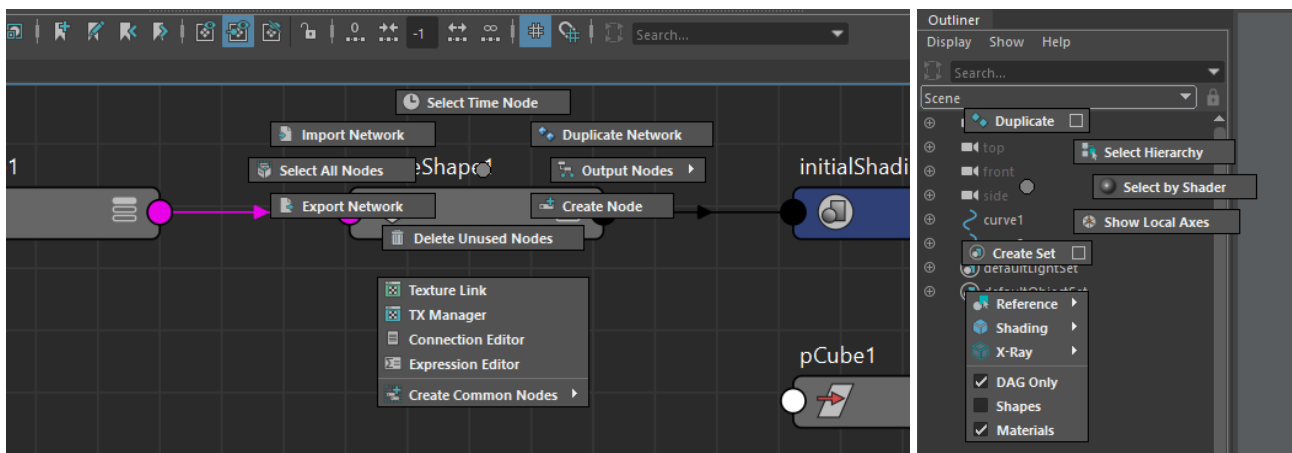 0
-1
∞
Search...
Select Time Node
Import Network
Duplicate Network
1
eShape1
initialShadi
Select All Nodes
Output Nodes
Export Network
Create Node
Delete Unused Nodes
Texture Link
TX Manager
Connection Editor
Expression Editor
Create Common Nodes
pCube1
Outliner
Display Show Help
Search...
Scene
Duplicate
top
Select Hierarchy
front
Select by Shader
side
curve1
Show Local Axes
Create Set
defaultLightSet
defaultObjectSet
Reference
Shading
X-Ray
DAG Only
Shapes
Materials